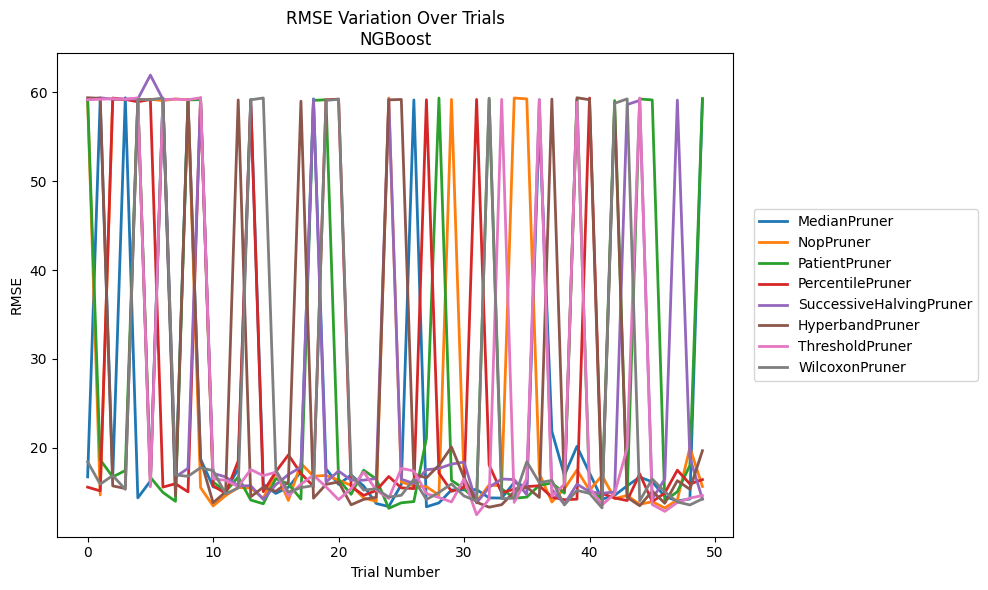 RMSE Variation Over Trials
NGBoost
60
50
40
30
20
RMSE
0
10
20
30
40
50
Trial Number
MedianPruner
NopPruner
PatientPruner
PercentilePruner
SuccessiveHalvingPruner
HyperbandPruner
ThresholdPruner
WilcoxonPruner